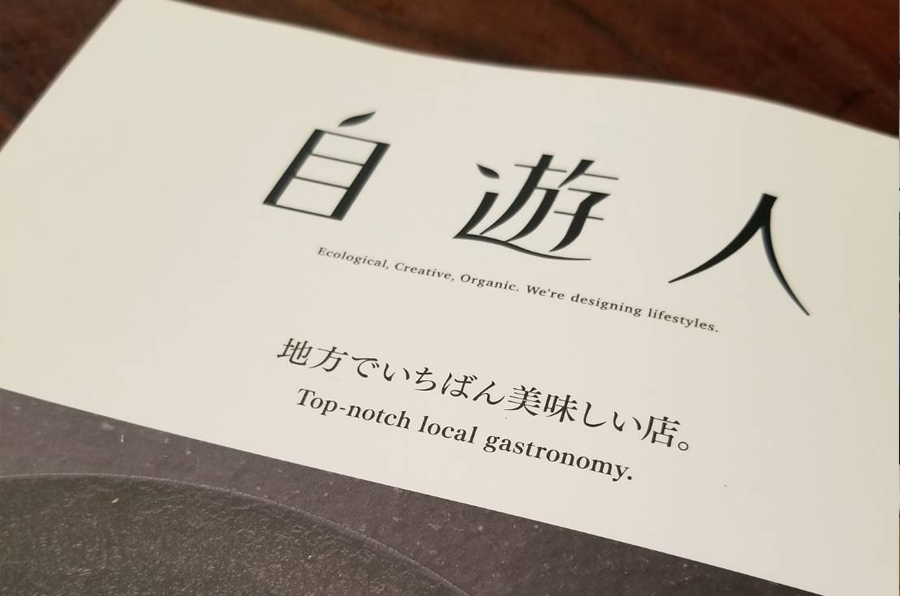 自遊人
Ecological, Creative, Organic. We're designing lifestyles.
地方でいちばん美味しい店。
Top-notch local gastronomy.